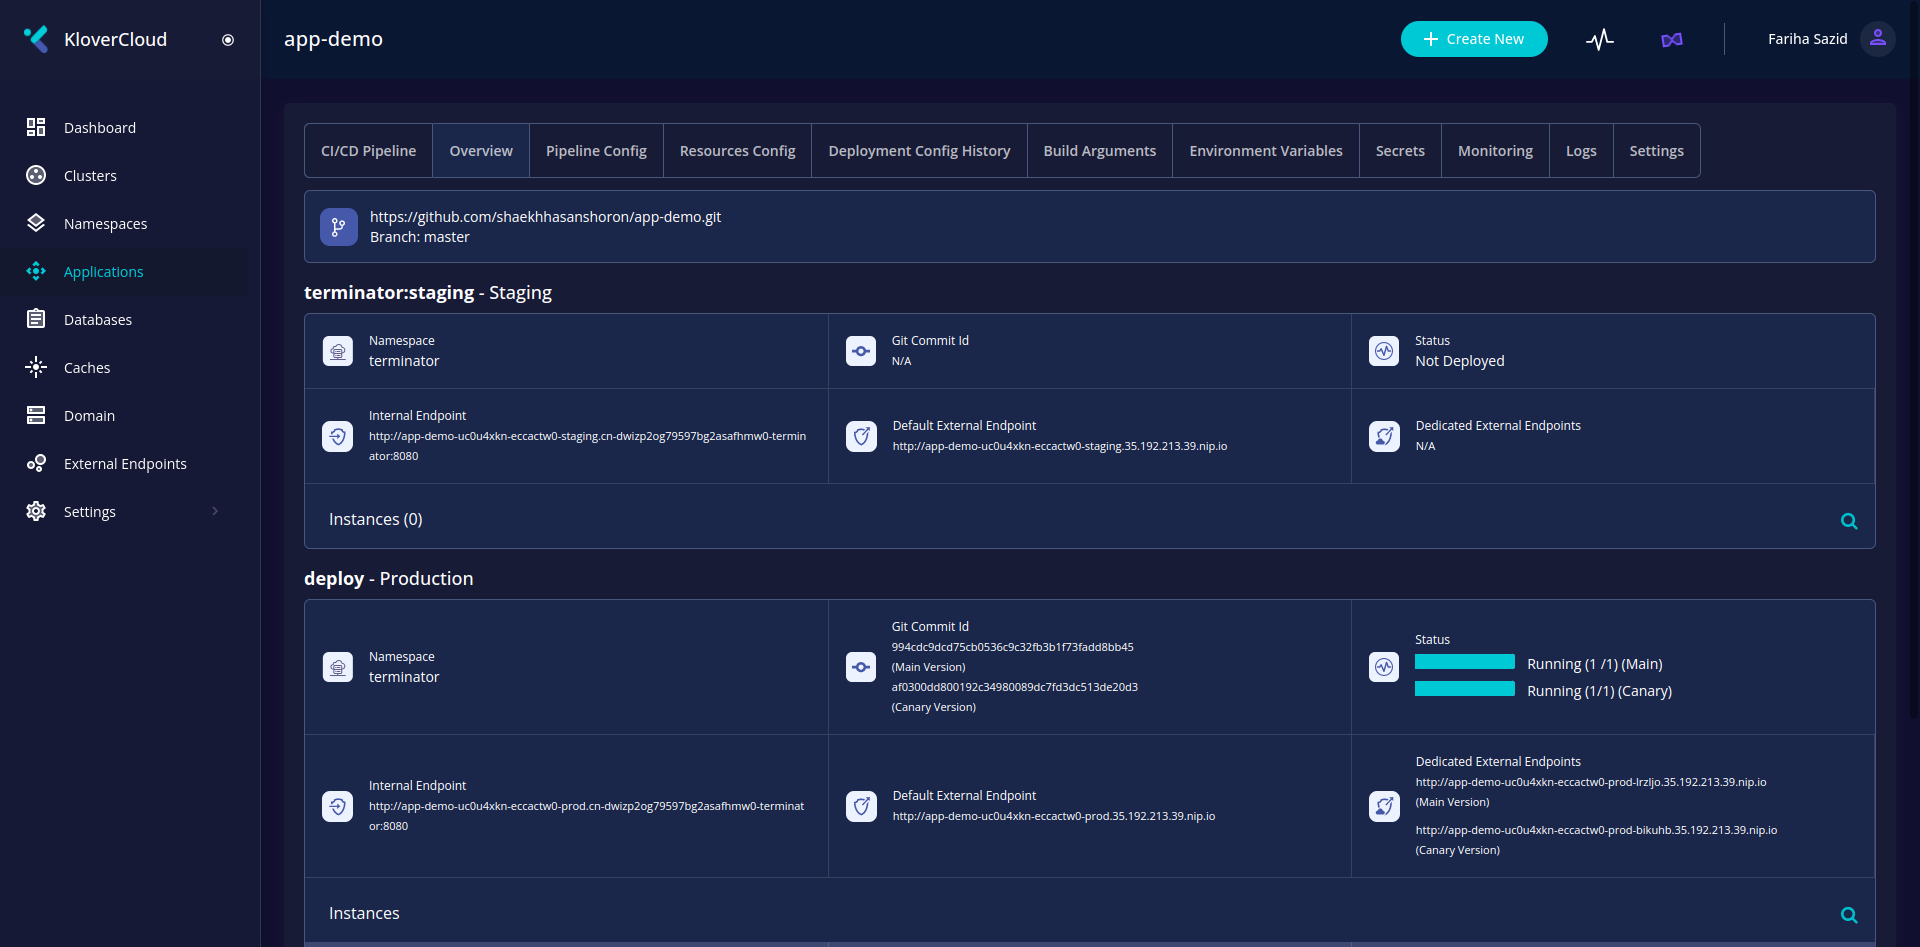 KloverCloud
app-demo
Create New
Fariha Sazid
Dashboard
Clusters
Namespaces
Applications
Databases
Caches
Domain
External Endpoints
Settings
CI/CD Pipeline
Overview
Pipeline Config
Resources Config
Deployment Config History
Build Arguments
Environment Variables
Secrets
Monitoring
Logs
Settings
https://github.com/shaekhhasanshoron/app-demo.git
Branch: master
terminator:staging - Staging
Namespace
terminator
Git Commit Id
N/A
Status
Not Deployed
Internal Endpoint
http://app-demo-uc0u4xkn-eccactw0-staging.cn-dwizp2og79597bg2asafhmw0-termin
ator:8080
Default External Endpoint
http://app-demo-uc0u4xkn-eccactw0-staging.35.192.213.39.nip.io
Dedicated External Endpoints
N/A
Instances (0)
deploy - Production
Namespace
terminator
Git Commit Id
994cdc9dcd75cb0536c9c32fb3b1f73fadd8bb45
(Main Version)
af0300dd800192c34980089dc7fd3dc513de20d3
(Canary Version)
Status
Running (1 /1) (Main)
Running (1/1) (Canary)
Internal Endpoint
http://app-demo-uc0u4xkn-eccactw0-prod.cn-dwizp2og79597bg2asafhmw0-terminat
or:8080
Default External Endpoint
http://app-demo-uc0u4xkn-eccactw0-prod.35.192.213.39.nip.io
Dedicated External Endpoints
http://app-demo-uc0u4xkn-eccactw0-prod-lrzljo.35.192.213.39.nip.io
(Main Version)
http://app-demo-uc0u4xkn-eccactw0-prod-bikuhb.35.192.213.39.nip.io
(Canary Version)
Instances